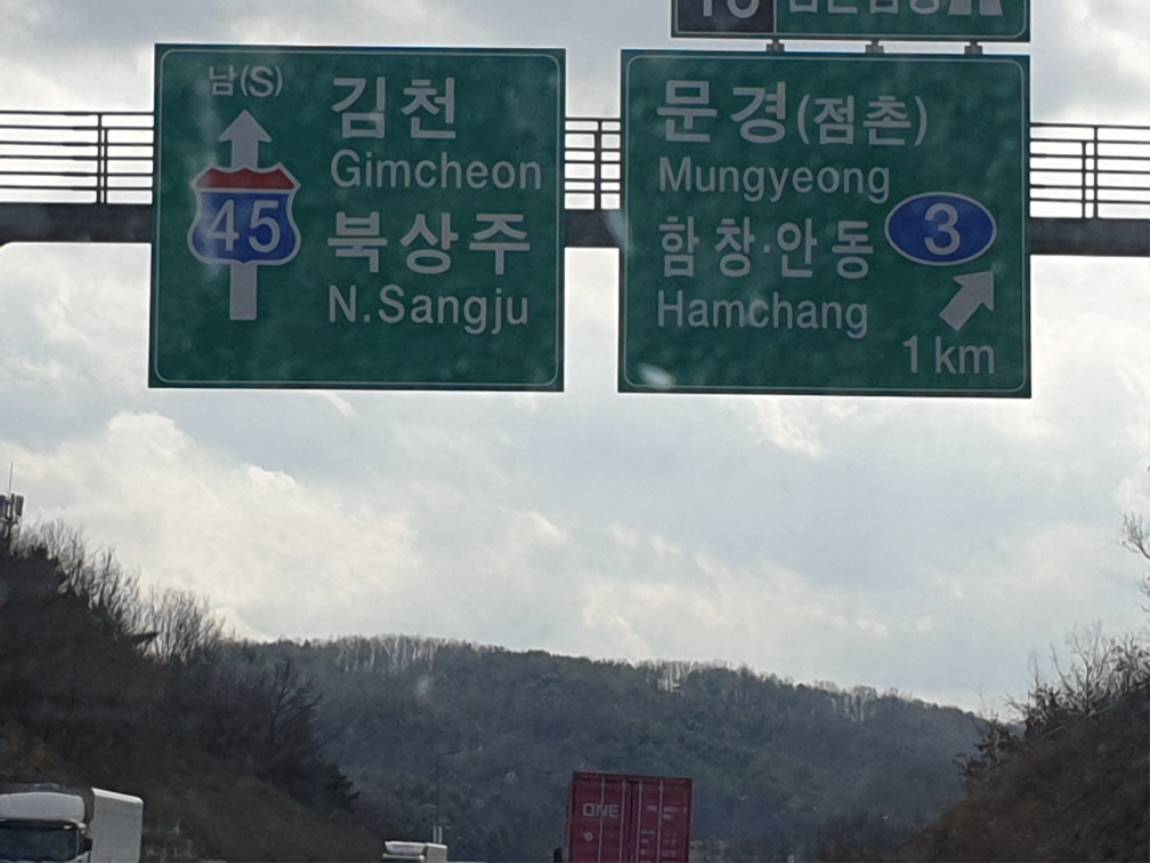 남(S)
45
김천
Gimcheon
북상주
N.Sangju
문경(점촌)
Mungyeong
함창·안동
Hamchang
3
1 km
ONE